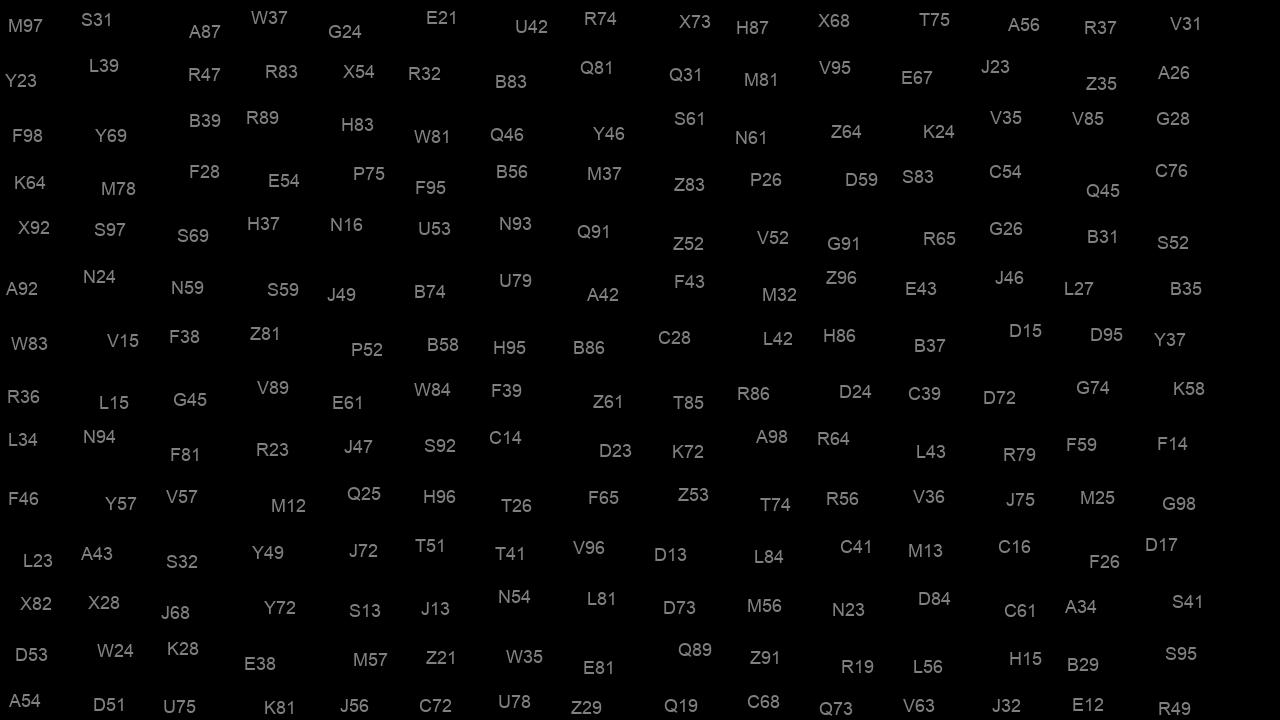 M97 S31 A87 W37 G24 E21 U42 R74 X73 H87 X68 T75 A56 R37 V31
Y23 L39 R47 R83 X54 R32 B83 Q81 Q31 M81 V95 E67 J23 Z35 A26
F98 Y69 B39 R89 H83 W81 Q46 Y46 S61 N61 Z64 K24 V35 V85 G28
K64 M78 F28 E54 P75 F95 B56 M37 Z83 P26 D59 S83 C54 Q45 C76
X92 S97 S69 H37 N16 U53 N93 Q91 Z52 V52 G91 R65 G26 B31 S52
A92 N24 N59 S59 J49 B74 U79 A42 F43 M32 Z96 E43 J46 L27 B35
W83 V15 F38 Z81 P52 B58 H95 B86 C28 L42 H86 B37 D15 D95 Y37
R36 L15 G45 V89 E61 W84 F39 Z61 T85 R86 D24 C39 D72 G74 K58
L34 N94 F81 R23 J47 S92 C14 D23 K72 A98 R64 L43 R79 F59 F14
F46 Y57 V57 M12 Q25 H96 T26 F65 Z53 T74 R56 V36 J75 M25 G98
L23 A43 S32 Y49 J72 T51 T41 V96 D13 L84 C41 M13 C16 F26 D17
X82 X28 J68 Y72 S13 J13 N54 L81 D73 M56 N23 D84 C61 A34 S41
D53 W24 K28 E38 M57 Z21 W35 E81 Q89 Z91 R19 L56 H15 B29 S95
A54 D51 U75 K81 J56 C72 U78 Z29 Q19 C68 Q73 V63 J32 E12 R49